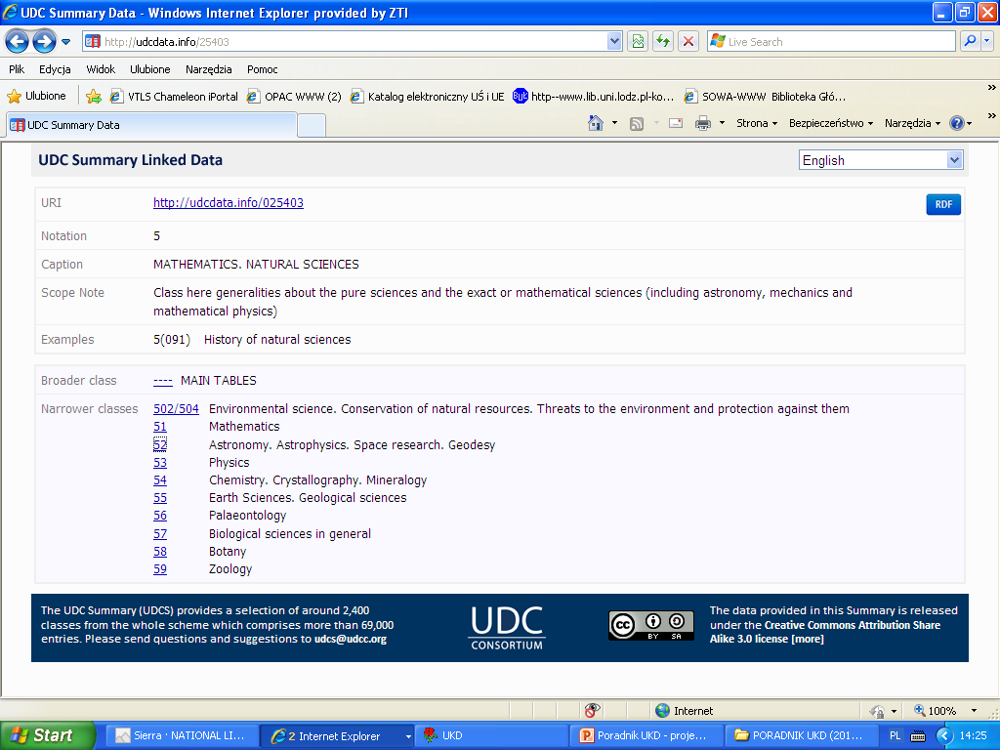 UDC Summary Data - Windows Internet Explorer provided by ZTI
http://udcdata.info/25403
Live Search
Plik Edycja Widok Ulubione Narzędzia Pomoc
Ulubione VTLS Chameleon iPortal OPAC WWW (2) Katalog elektroniczny UŚ i UE BUŁ http--www.lib.uni.lodz.pl-ko... SOWA-WWW Biblioteka Głó... »
UDC Summary Data Strona Bezpieczeństwo Narzędzia »
UDC Summary Linked Data English
URI http://udcdata.info/025403 RDF
Notation 5
Caption MATHEMATICS. NATURAL SCIENCES
Scope Note Class here generalities about the pure sciences and the exact or mathematical sciences (including astronomy, mechanics and
mathematical physics)
Examples 5(091) History of natural sciences
Broader class ---- MAIN TABLES
Narrower classes 502/504 Environmental science. Conservation of natural resources. Threats to the environment and protection against them
51 Mathematics
52 Astronomy. Astrophysics. Space research. Geodesy
53 Physics
54 Chemistry. Crystallography. Mineralogy
55 Earth Sciences. Geological sciences
56 Palaeontology
57 Biological sciences in general
58 Botany
59 Zoology
The UDC Summary (UDCS) provides a selection of around 2,400
classes from the whole scheme which comprises more than 69,000
entries. Please send questions and suggestions to udcs@udcc.org
UDC
CONSORTIUM
cc BY SA
The data provided in this Summary is released
under the Creative Commons Attribution Share
Alike 3.0 license [more]
Internet 100%
Start Sierra · NATIONAL LI... 2 Internet Explorer UKD Poradnik UKD - proje... PORADNIK UKD (201... PL 14:25